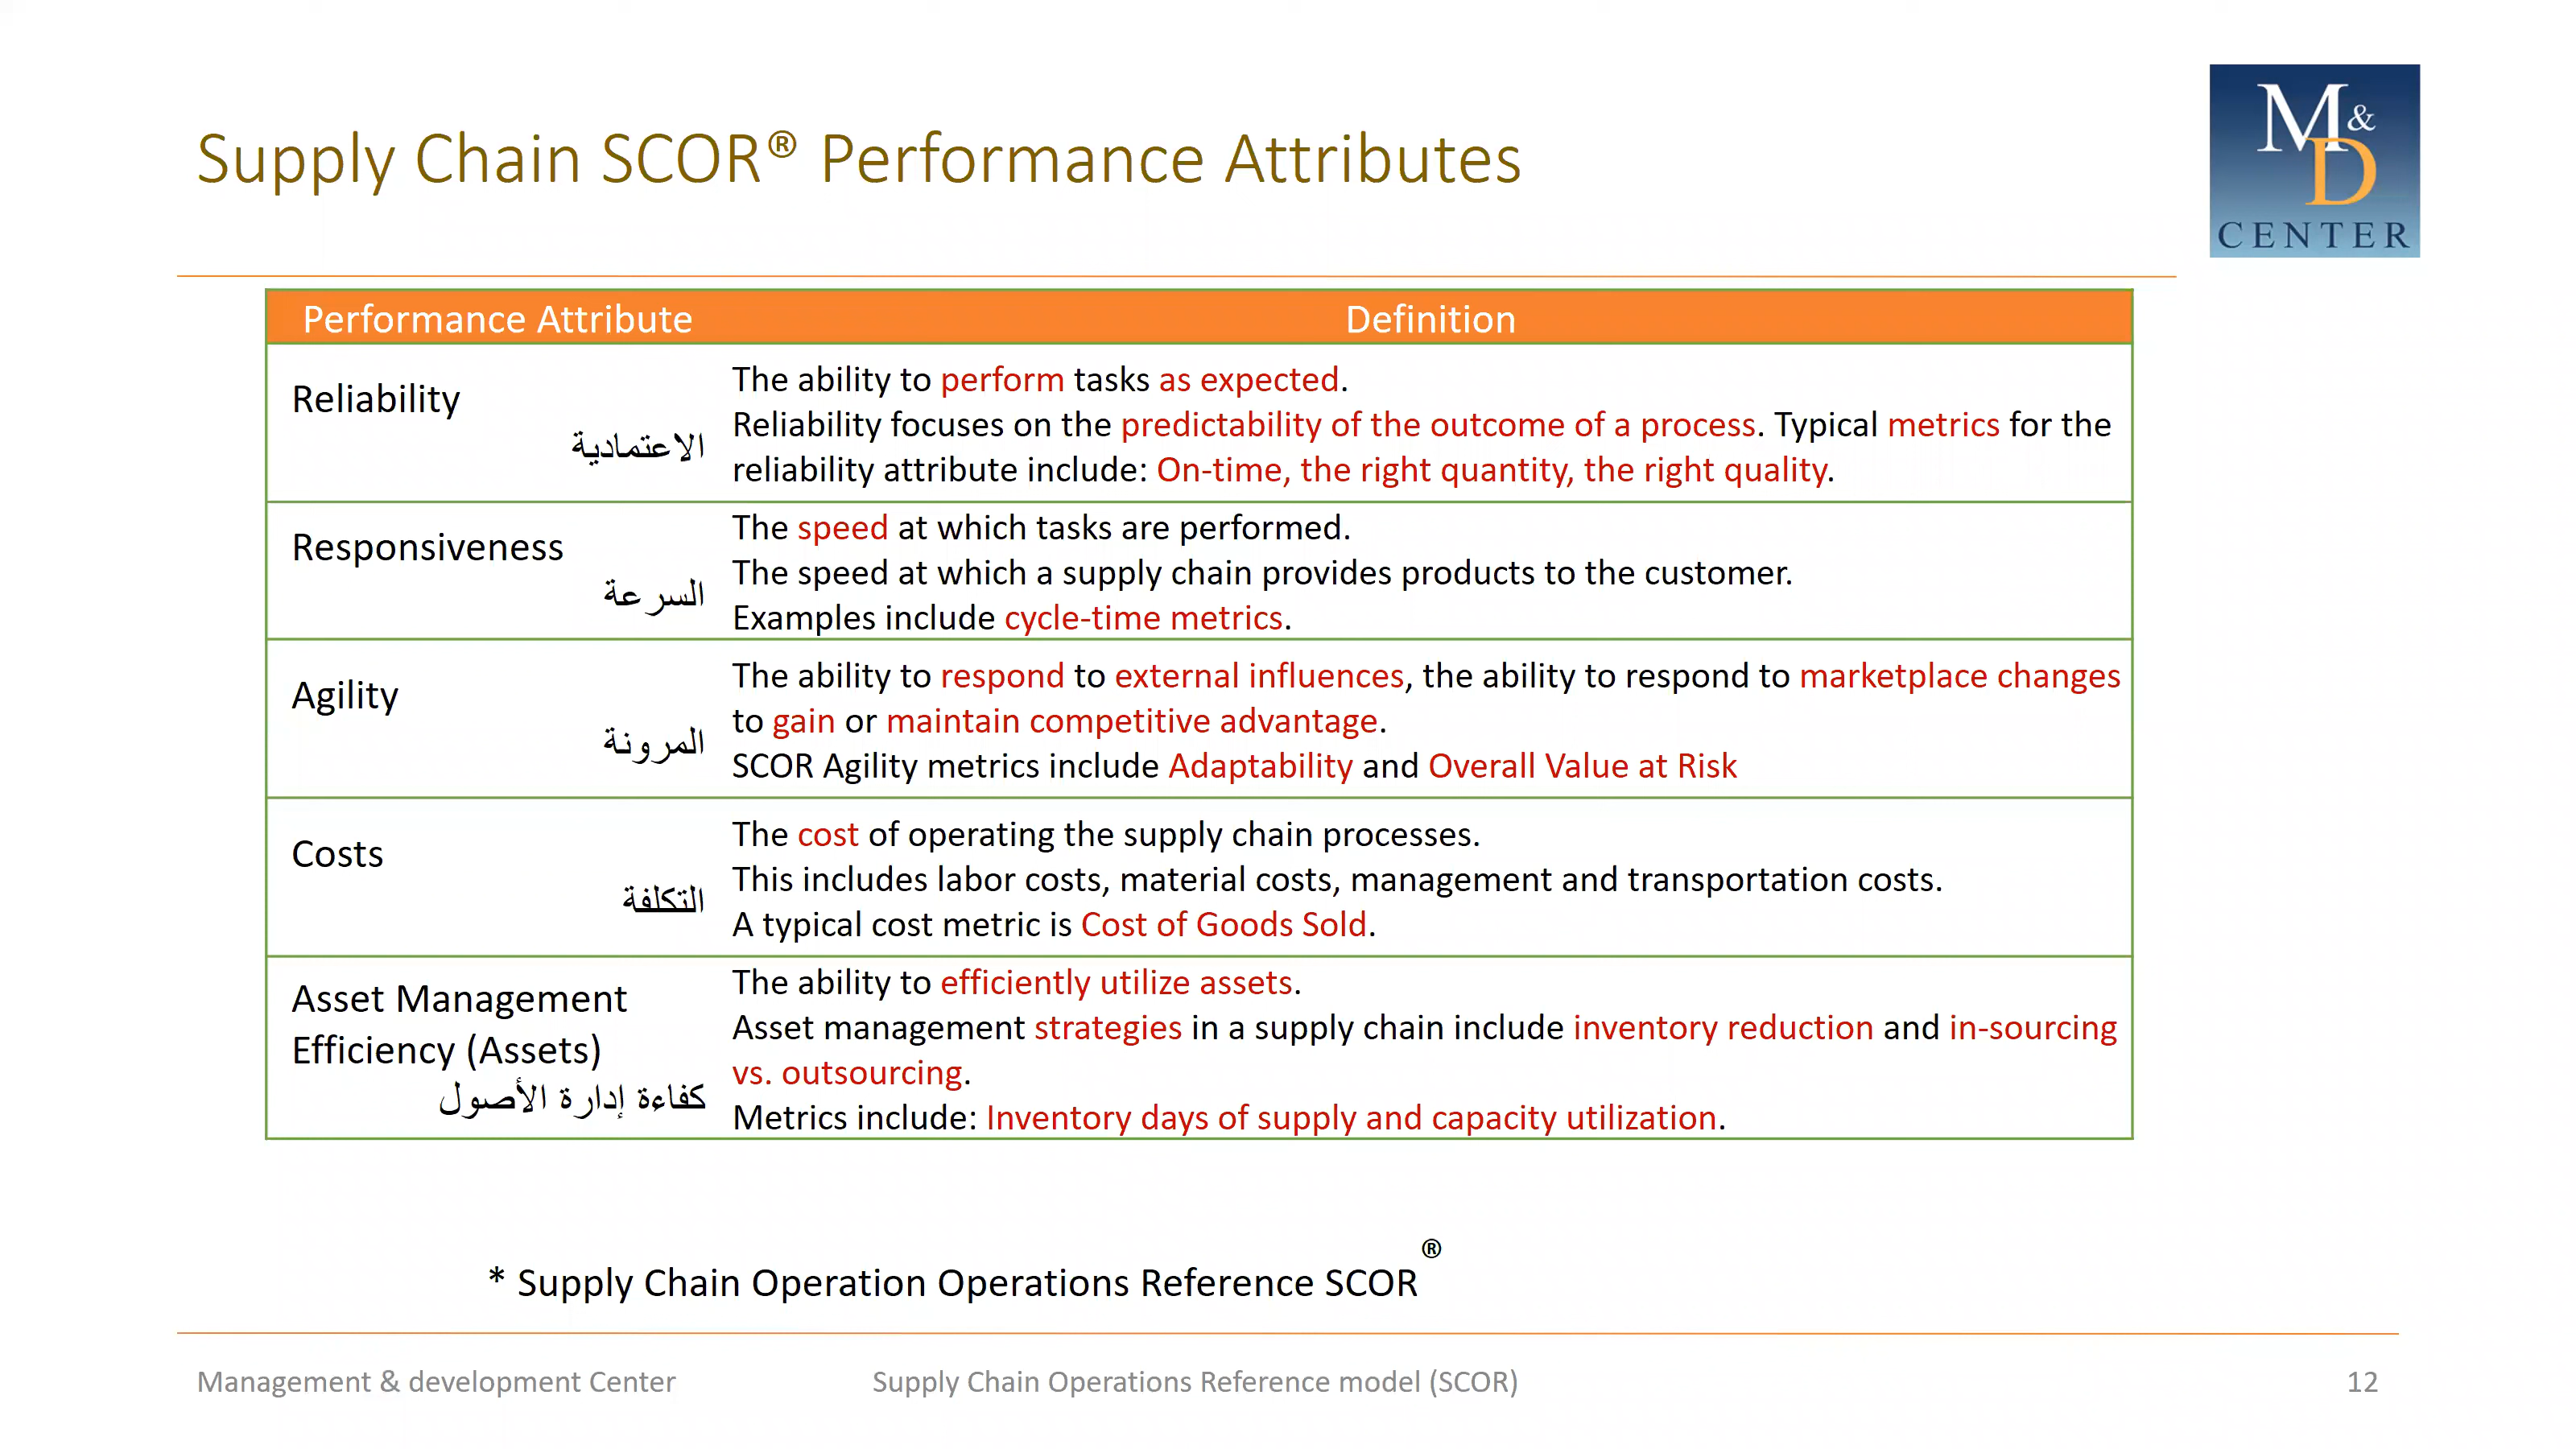 Supply Chain SCOR® Performance Attributes
M&
D
CENTER
Performance Attribute
Definition
Reliability
الاعتمادية
The ability to perform tasks as expected.
Reliability focuses on the predictability of the outcome of a process. Typical metrics for the
reliability attribute include: On-time, the right quantity, the right quality.
Responsiveness
السرعة
The speed at which tasks are performed.
The speed at which a supply chain provides products to the customer.
Examples include cycle-time metrics.
Agility
المرونة
The ability to respond to external influences, the ability to respond to marketplace changes
to gain or maintain competitive advantage.
SCOR Agility metrics include Adaptability and Overall Value at Risk
Costs
التكلفة
The cost of operating the supply chain processes.
This includes labor costs, material costs, management and transportation costs.
A typical cost metric is Cost of Goods Sold.
Asset Management
Efficiency (Assets)
كفاءة إدارة الأصول
The ability to efficiently utilize assets.
Asset management strategies in a supply chain include inventory reduction and in-sourcing
vs. outsourcing.
Metrics include: Inventory days of supply and capacity utilization.
* Supply Chain Operation Operations Reference SCOR®
Management & development Center
Supply Chain Operations Reference model (SCOR)
12